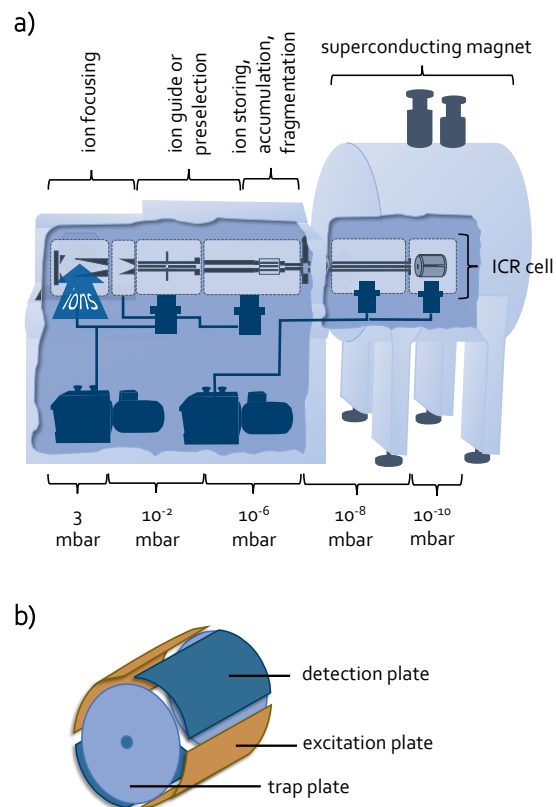 a)
superconducting magnet
ion focusing
ion guide or
preselection
ion storing,
accumulation,
fragmentation
ICR cell
ions
3
mbar
10-2
mbar
10-6
mbar
10-8
mbar
10-10
mbar
b)
detection plate
excitation plate
trap plate